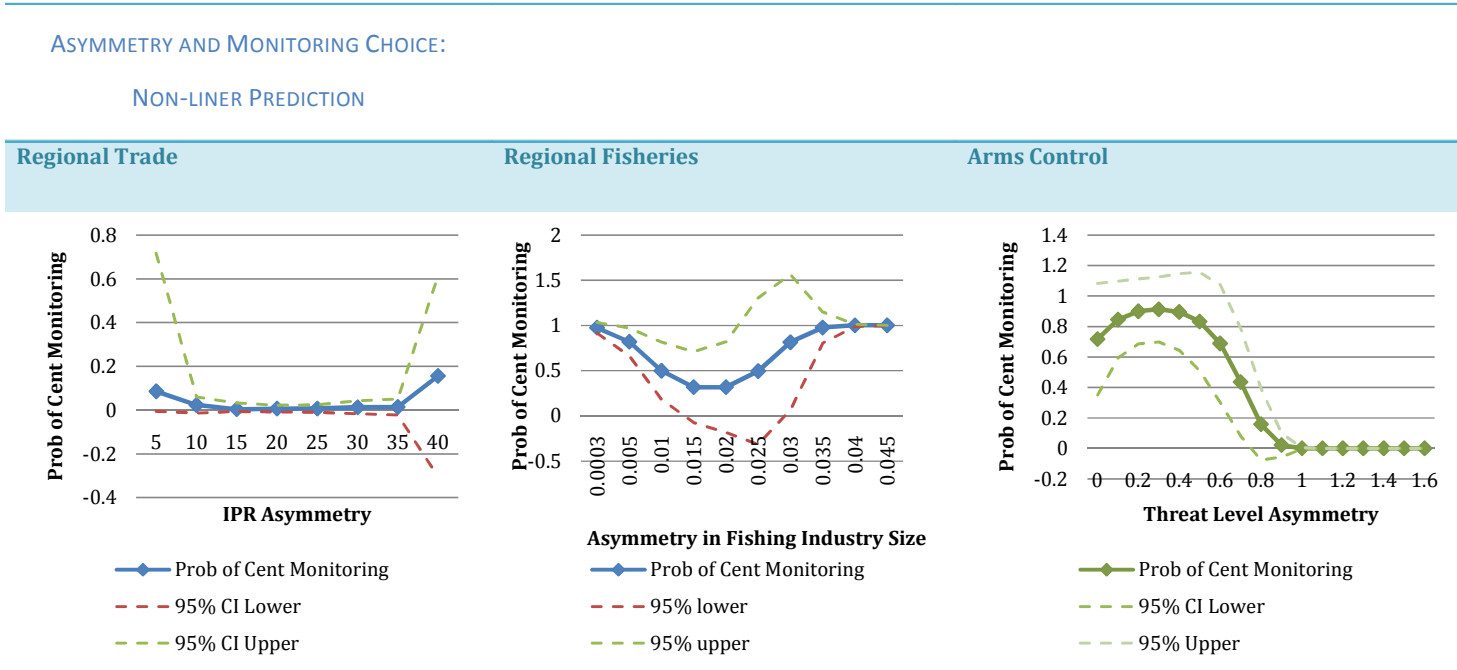 ASYMMETRY AND MONITORING CHOICE:
NON-LINER PREDICTION
Regional Trade
Regional Fisheries
Arms Control
Prob of Cent Monitoring
0.8
0.6
0.4
0.2
0
-0.2
-0.4
5 10 15 20 25 30 35 40
IPR Asymmetry
Prob of Cent Monitoring
95% CI Lower
95% CI Upper
Prob of Cent Monitoring
2
1.5
1
0.5
0
-0.5
0.0003 0.005 0.01 0.015 0.02 0.025 0.03 0.035 0.04 0.045
Asymmetry in Fishing Industry Size
Prob of Cent Monitoring
95% lower
95% upper
Prob of Cent Monitoring
1.4
1.2
1
0.8
0.6
0.4
0.2
0
-0.2
0 0.2 0.4 0.6 0.8 1 1.2 1.4 1.6
Threat Level Asymmetry
Prob of Cent Monitoring
95% CI Lower
95% Upper